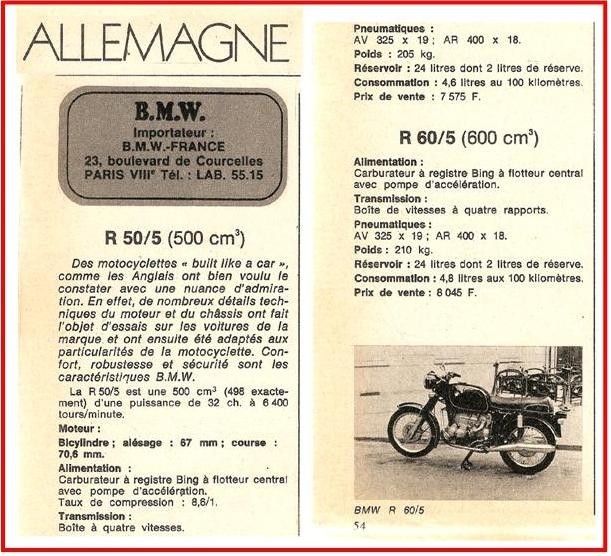 ALLEMAGNE
B.M.W.
Importateur :
B.M.W.-FRANCE
23, boulevard de Courcelles
PARIS VIIIe Tél. : LAB. 55.15
R 50/5 (500 cm³)
Des motocyclettes « built like a car »,
comme les Anglais ont bien voulu le
constater avec une nuance d'admira-
tion. En effet, de nombreux détails tech-
niques du moteur et du châssis ont fait
l'objet d'essais sur les voitures de la
marque et ont ensuite été adaptés aux
particularités de la motocyclette. Con-
fort, robustesse et sécurité sont les
caractéristiques B.M.W.
La R 50/5 est une 500 cm³ (498 exacte-
ment) d'une puissance de 32 ch. à 6 400
tours/minute.
Moteur :
Bicylindre ; alésage : 67 mm ; course :
70,6 mm.
Alimentation :
Carburateur à registre Bing à flotteur central
avec pompe d'accélération.
Taux de compression : 8,6/1.
Transmission :
Boîte à quatre vitesses.
Pneumatiques :
AV 325 x 19 ; AR 400 x 18.
Poids : 205 kg.
Réservoir : 24 litres dont 2 litres de réserve.
Consommation : 4,6 litres au 100 kilomètres.
Prix de vente : 7 575 F.
R 60/5 (600 cm³)
Alimentation :
Carburateur à registre Bing à flotteur central
avec pompe d'accélération.
Transmission :
Boîte de vitesses à quatre rapports.
Pneumatiques :
AV 325 x 19 ; AR 400 x 18.
Poids : 210 kg.
Réservoir : 24 litres dont 2 litres de réserve.
Consommation : 4,8 litres aux 100 kilomètres.
Prix de vente : 8 045 F.
BMW R 60/5
54